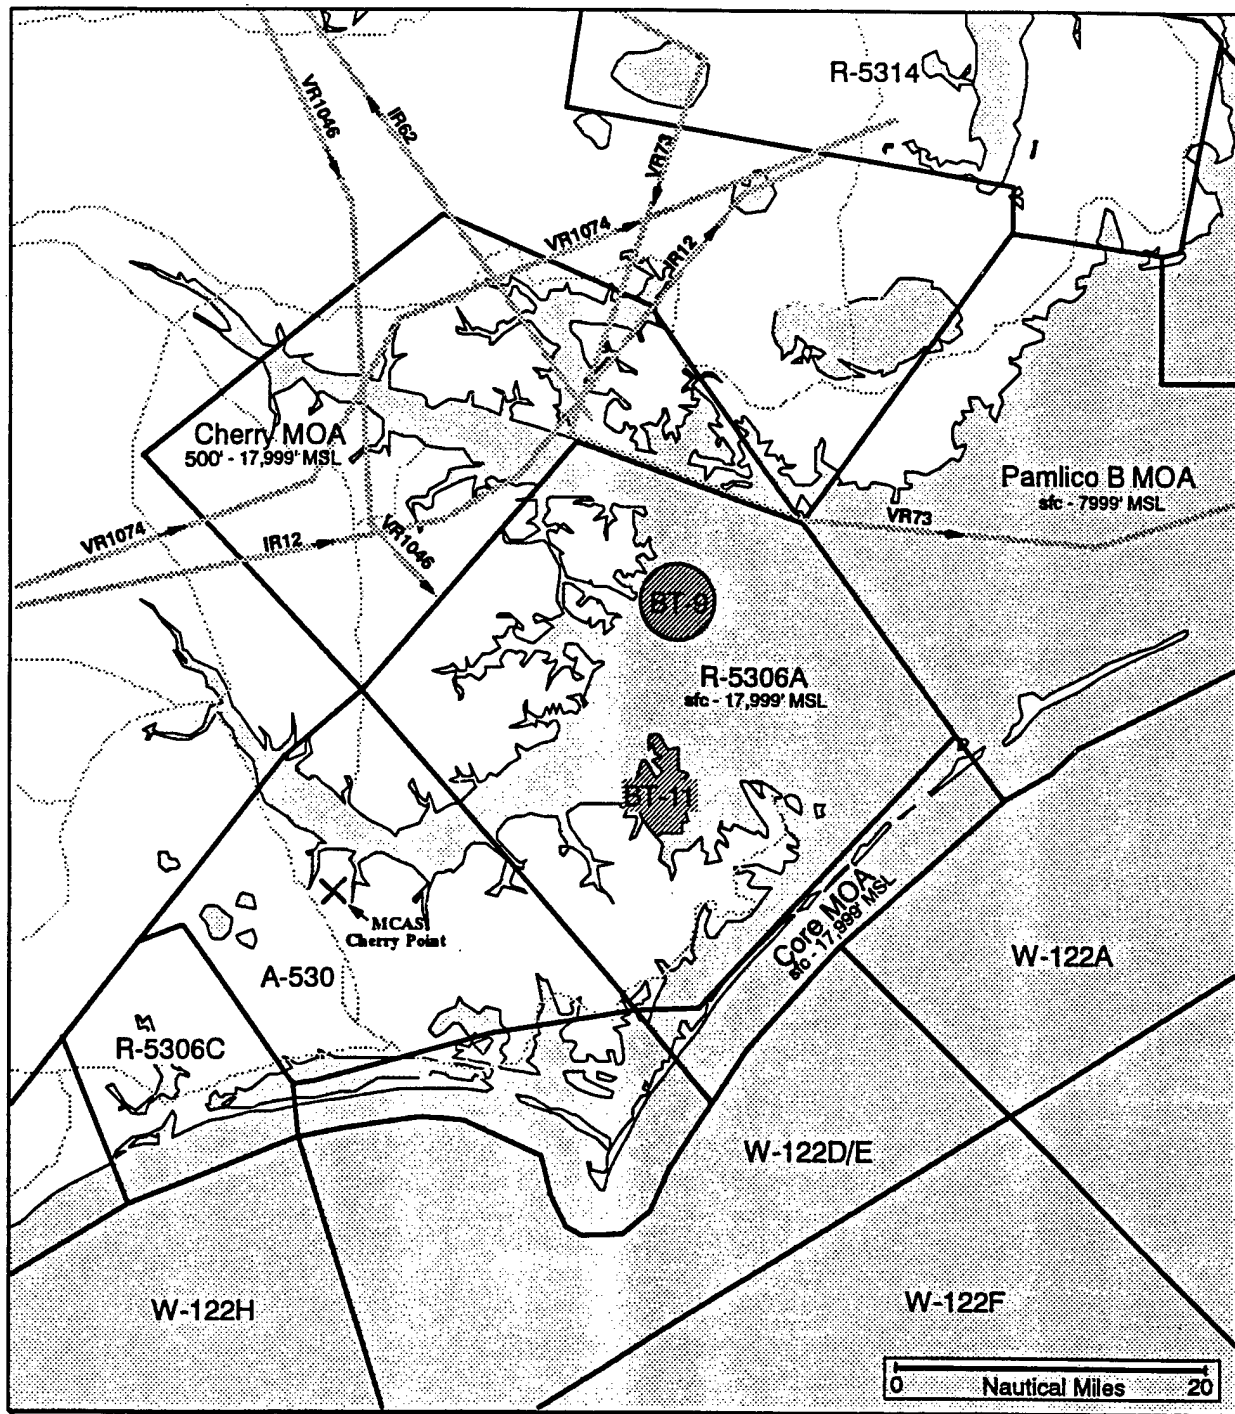 R-5314
VR1046
IR62
VR73
VR1074
IR12
Cherry MOA
500' - 17,999' MSL
Pamlico B MOA
sfc - 7999' MSL
VR73
VR1074
IR12
VR1046
BT-9
R-5306A
sfc - 17,999' MSL
BT-11
MCAS
Cherry Point
Core MOA
sfc - 17,999' MSL
W-122A
A-530
R-5306C
W-122D/E
W-122H
W-122F
0 Nautical Miles 20